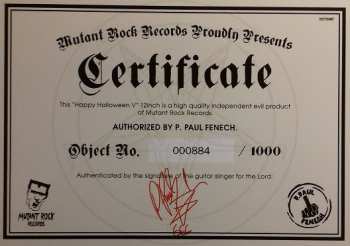 Mutant Rock Records Proudly Presents
Certificate
This "Happy Halloween V" 12inch is a high quality independent evil product
of Mutant Rock Records.
AUTHORIZED BY P. PAUL FENECH.
Object No. 000884 / 1000
Authenticated by the signature of the guitar singer for the Lord:
MUTANT ROCK
RECORDS
P. PAUL
FENECH